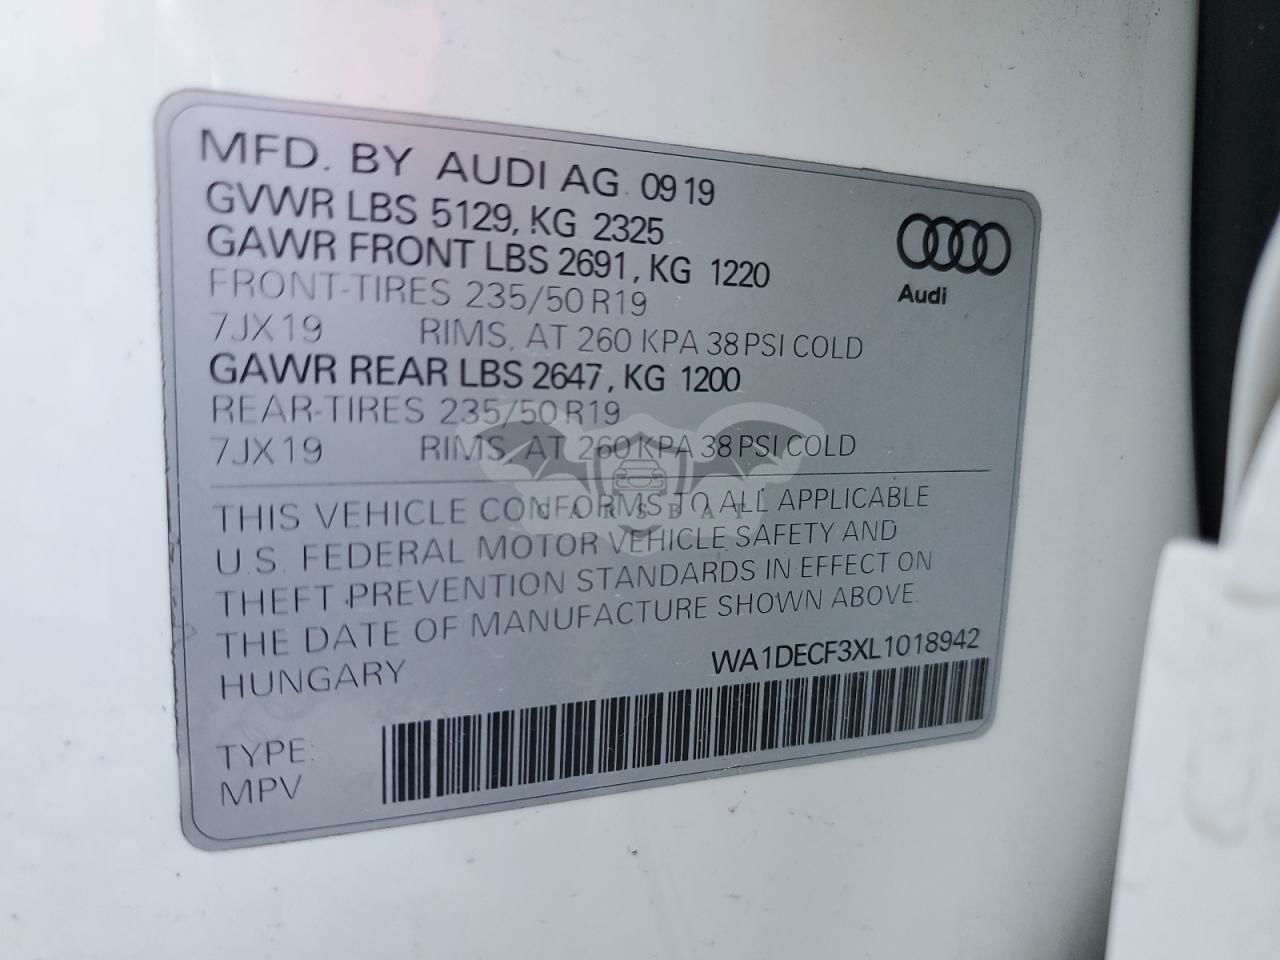 MFD. BY AUDI AG 09 19
GVWR LBS 5129, KG 2325
GAWR FRONT LBS 2691, KG 1220
FRONT-TIRES 235/50 R19
7JX19 RIMS, AT 260 KPA 38 PSI COLD
GAWR REAR LBS 2647, KG 1200
REAR-TIRES 235/50 R19
7JX19 RIMS, AT 260 KPA 38 PSI COLD
Audi
THIS VEHICLE CONFORMS TO ALL APPLICABLE
U.S. FEDERAL MOTOR VEHICLE SAFETY AND
THEFT PREVENTION STANDARDS IN EFFECT ON
THE DATE OF MANUFACTURE SHOWN ABOVE.
HUNGARY
WA1DECF3XL1018942
TYPE:
MPV
CARSBAT